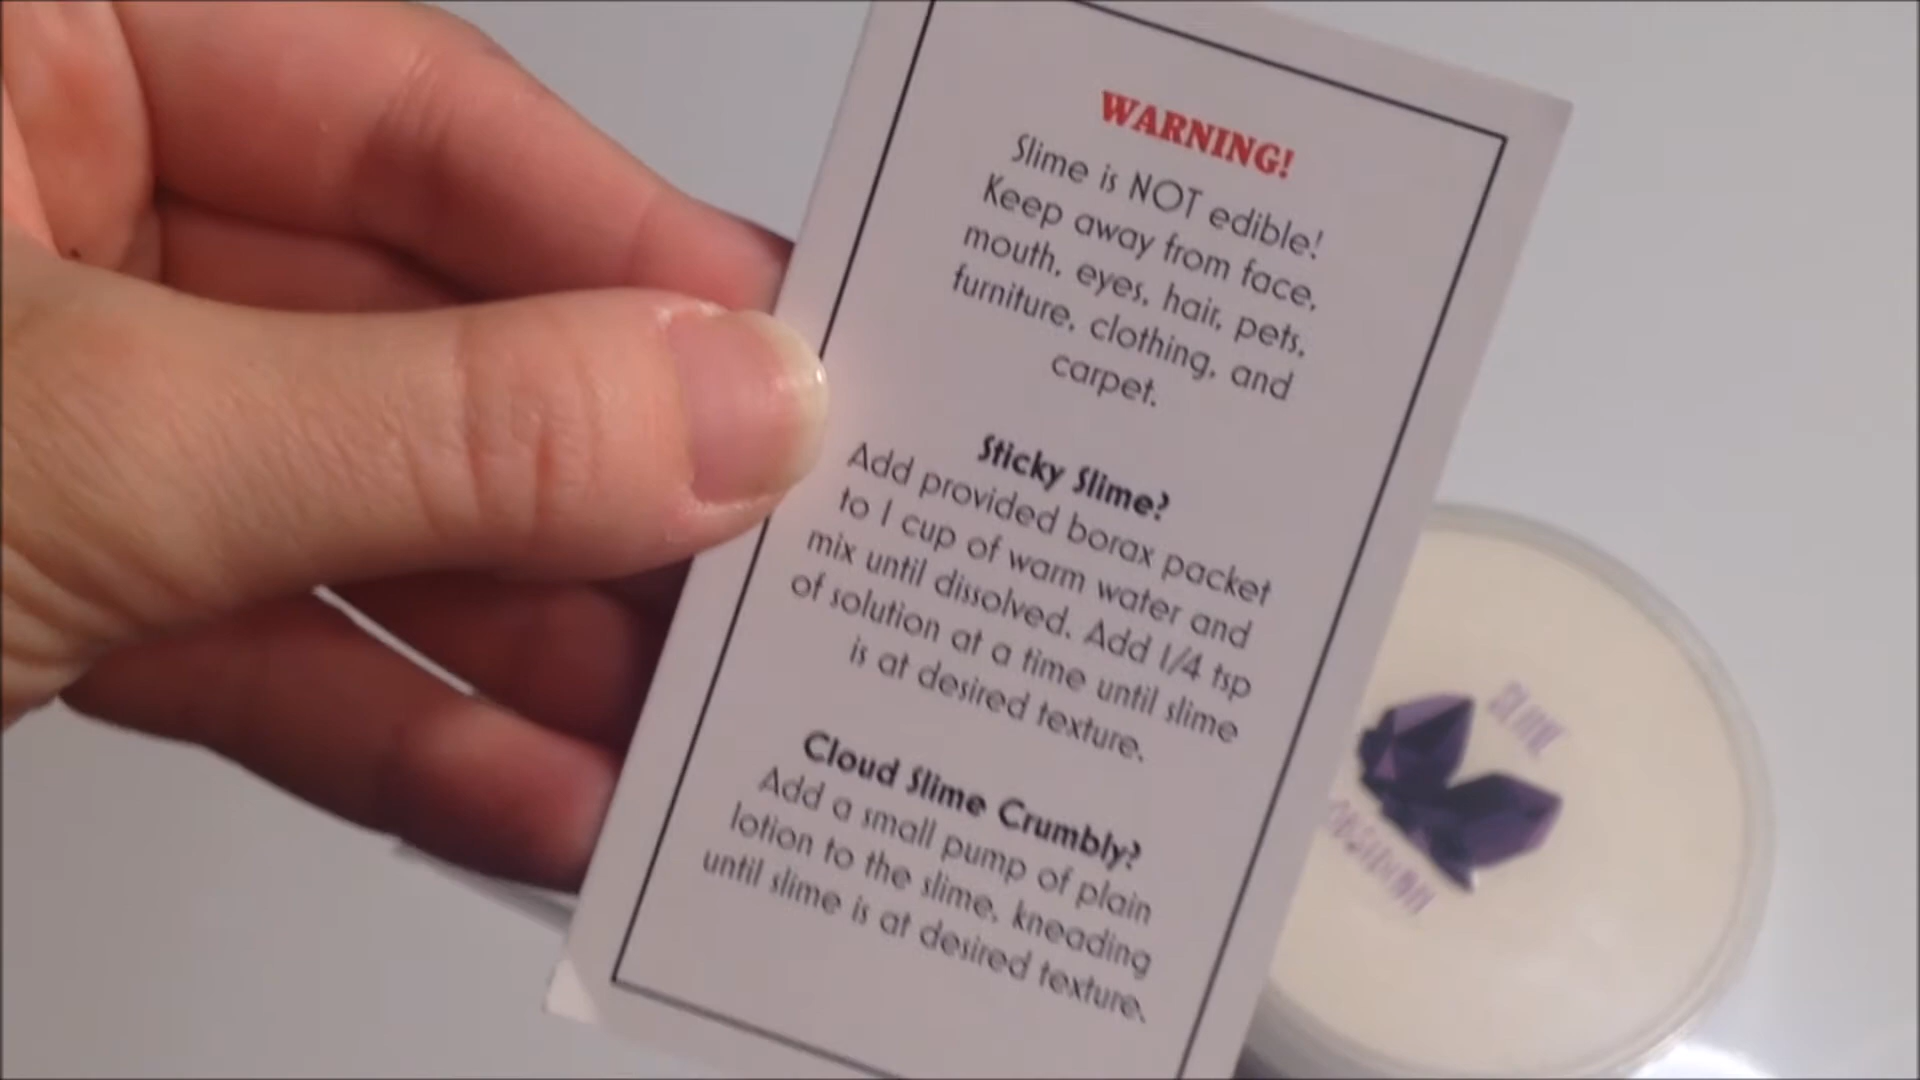 WARNING!
Slime is NOT edible!
Keep away from face,
mouth, eyes, hair, pets,
furniture, clothing, and
carpet.
Sticky Slime?
Add provided borax packet
to 1 cup of warm water and
mix until dissolved. Add 1/4 tsp
of solution at a time until slime
is at desired texture.
Cloud Slime Crumbly?
Add a small pump of plain
lotion to the slime, kneading
until slime is at desired texture.
SLIME
OBSIDIAN